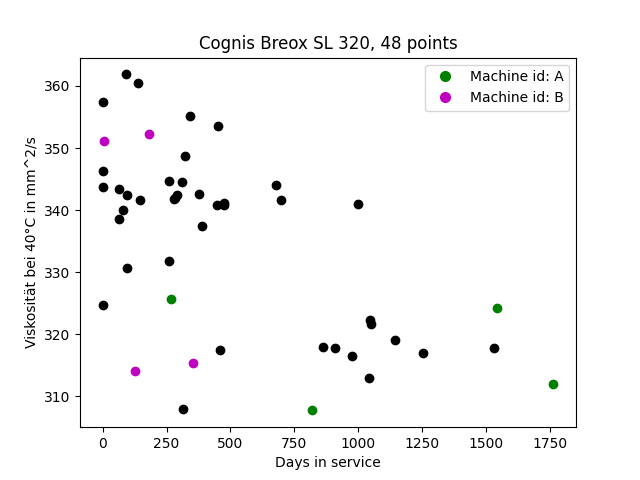 Cognis Breox SL 320, 48 points
Machine id: A
Machine id: B
Viskosität bei 40°C in mm^2/s
360
350
340
330
320
310
0 250 500 750 1000 1250 1500 1750
Days in service